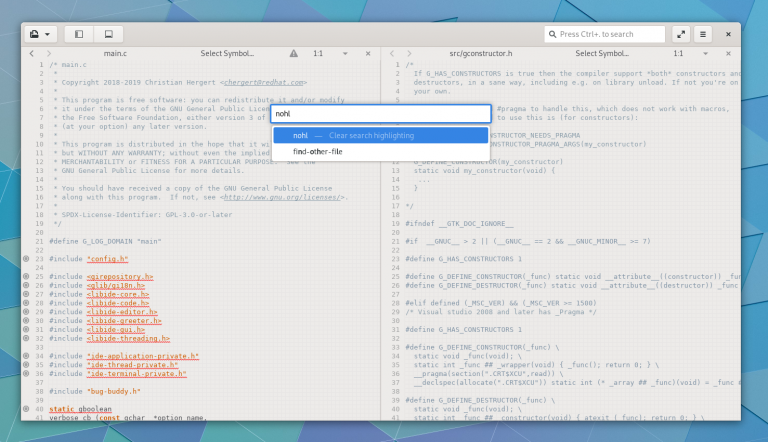 Press Ctrl+. to search
main.c
Select Symbol...
1:1
src/gconstructor.h
Select Symbol...
1:1
nohl
nohl — Clear search highlighting
find-other-file
1 /* main.c
2 *
3 * Copyright 2018-2019 Christian Hergert <chergert@redhat.com>
4 *
5 * This program is free software: you can redistribute it and/or modify
6 * it under the terms of the GNU General Public Licen
7 * the Free Software Foundation, either version 3 of
8 * (at your option) any later version.
9 *
10 * This program is distributed in the hope that it wi
11 * but WITHOUT ANY WARRANTY; without even the implied
12 * MERCHANTABILITY or FITNESS FOR A PARTICULAR PURPOSE. See the
13 * GNU General Public License for more details.
14 *
15 * You should have received a copy of the GNU General Public License
16 * along with this program. If not, see <http://www.gnu.org/licenses/>.
17 *
18 * SPDX-License-Identifier: GPL-3.0-or-later
19 */
20
21 #define G_LOG_DOMAIN "main"
22
23 #include "config.h"
24
25 #include <girepository.h>
26 #include <glib/gi18n.h>
27 #include <libide-core.h>
28 #include <libide-code.h>
29 #include <libide-editor.h>
30 #include <libide-greeter.h>
31 #include <libide-gui.h>
32 #include <libide-threading.h>
33
34 #include "ide-application-private.h"
35 #include "ide-thread-private.h"
36 #include "ide-terminal-private.h"
37
38 #include "bug-buddy.h"
39
40 static gboolean
41 verbose_cb (const gchar *option_name,
1 /*
2 If G_HAS_CONSTRUCTORS is true then the compiler support *both* constructors and
3 destructors, in a sane way, including e.g. on library unload. If not you're on
4 your own.
5
#Pragma to handle this, which does not work with macros,
to use this is (for constructors):
ONSTRUCTOR_NEEDS_PRAGMA
ONSTRUCTOR_PRAGMA_ARGS(my_constructor)
12 G_DEFINE_CONSTRUCTOR(my_constructor)
13 static void my_constructor(void) {
14 ...
15 }
16
17 */
18
19 #ifndef __GTK_DOC_IGNORE__
20
21 #if __GNUC__ > 2 || (__GNUC__ == 2 && __GNUC_MINOR__ >= 7)
22
23 #define G_HAS_CONSTRUCTORS 1
24
25 #define G_DEFINE_CONSTRUCTOR(_func) static void __attribute__((constructor)) _fun
26 #define G_DEFINE_DESTRUCTOR(_func) static void __attribute__((destructor)) _func
27
28 #elif defined (_MSC_VER) && (_MSC_VER >= 1500)
29 /* Visual studio 2008 and later has _Pragma */
30
31 #define G_HAS_CONSTRUCTORS 1
32
33 #define G_DEFINE_CONSTRUCTOR(_func) \
34 static void _func(void); \
35 static int _func ## _wrapper(void) { _func(); return 0; } \
36 __pragma(section(".CRT$XCU",read)) \
37 __declspec(allocate(".CRT$XCU")) static int (* _array ## _func)(void) = _func #
38
39 #define G_DEFINE_DESTRUCTOR(_func) \
40 static void _func(void); \
41 static int _func ## _constructor(void) { atexit (_func); return 0; } \